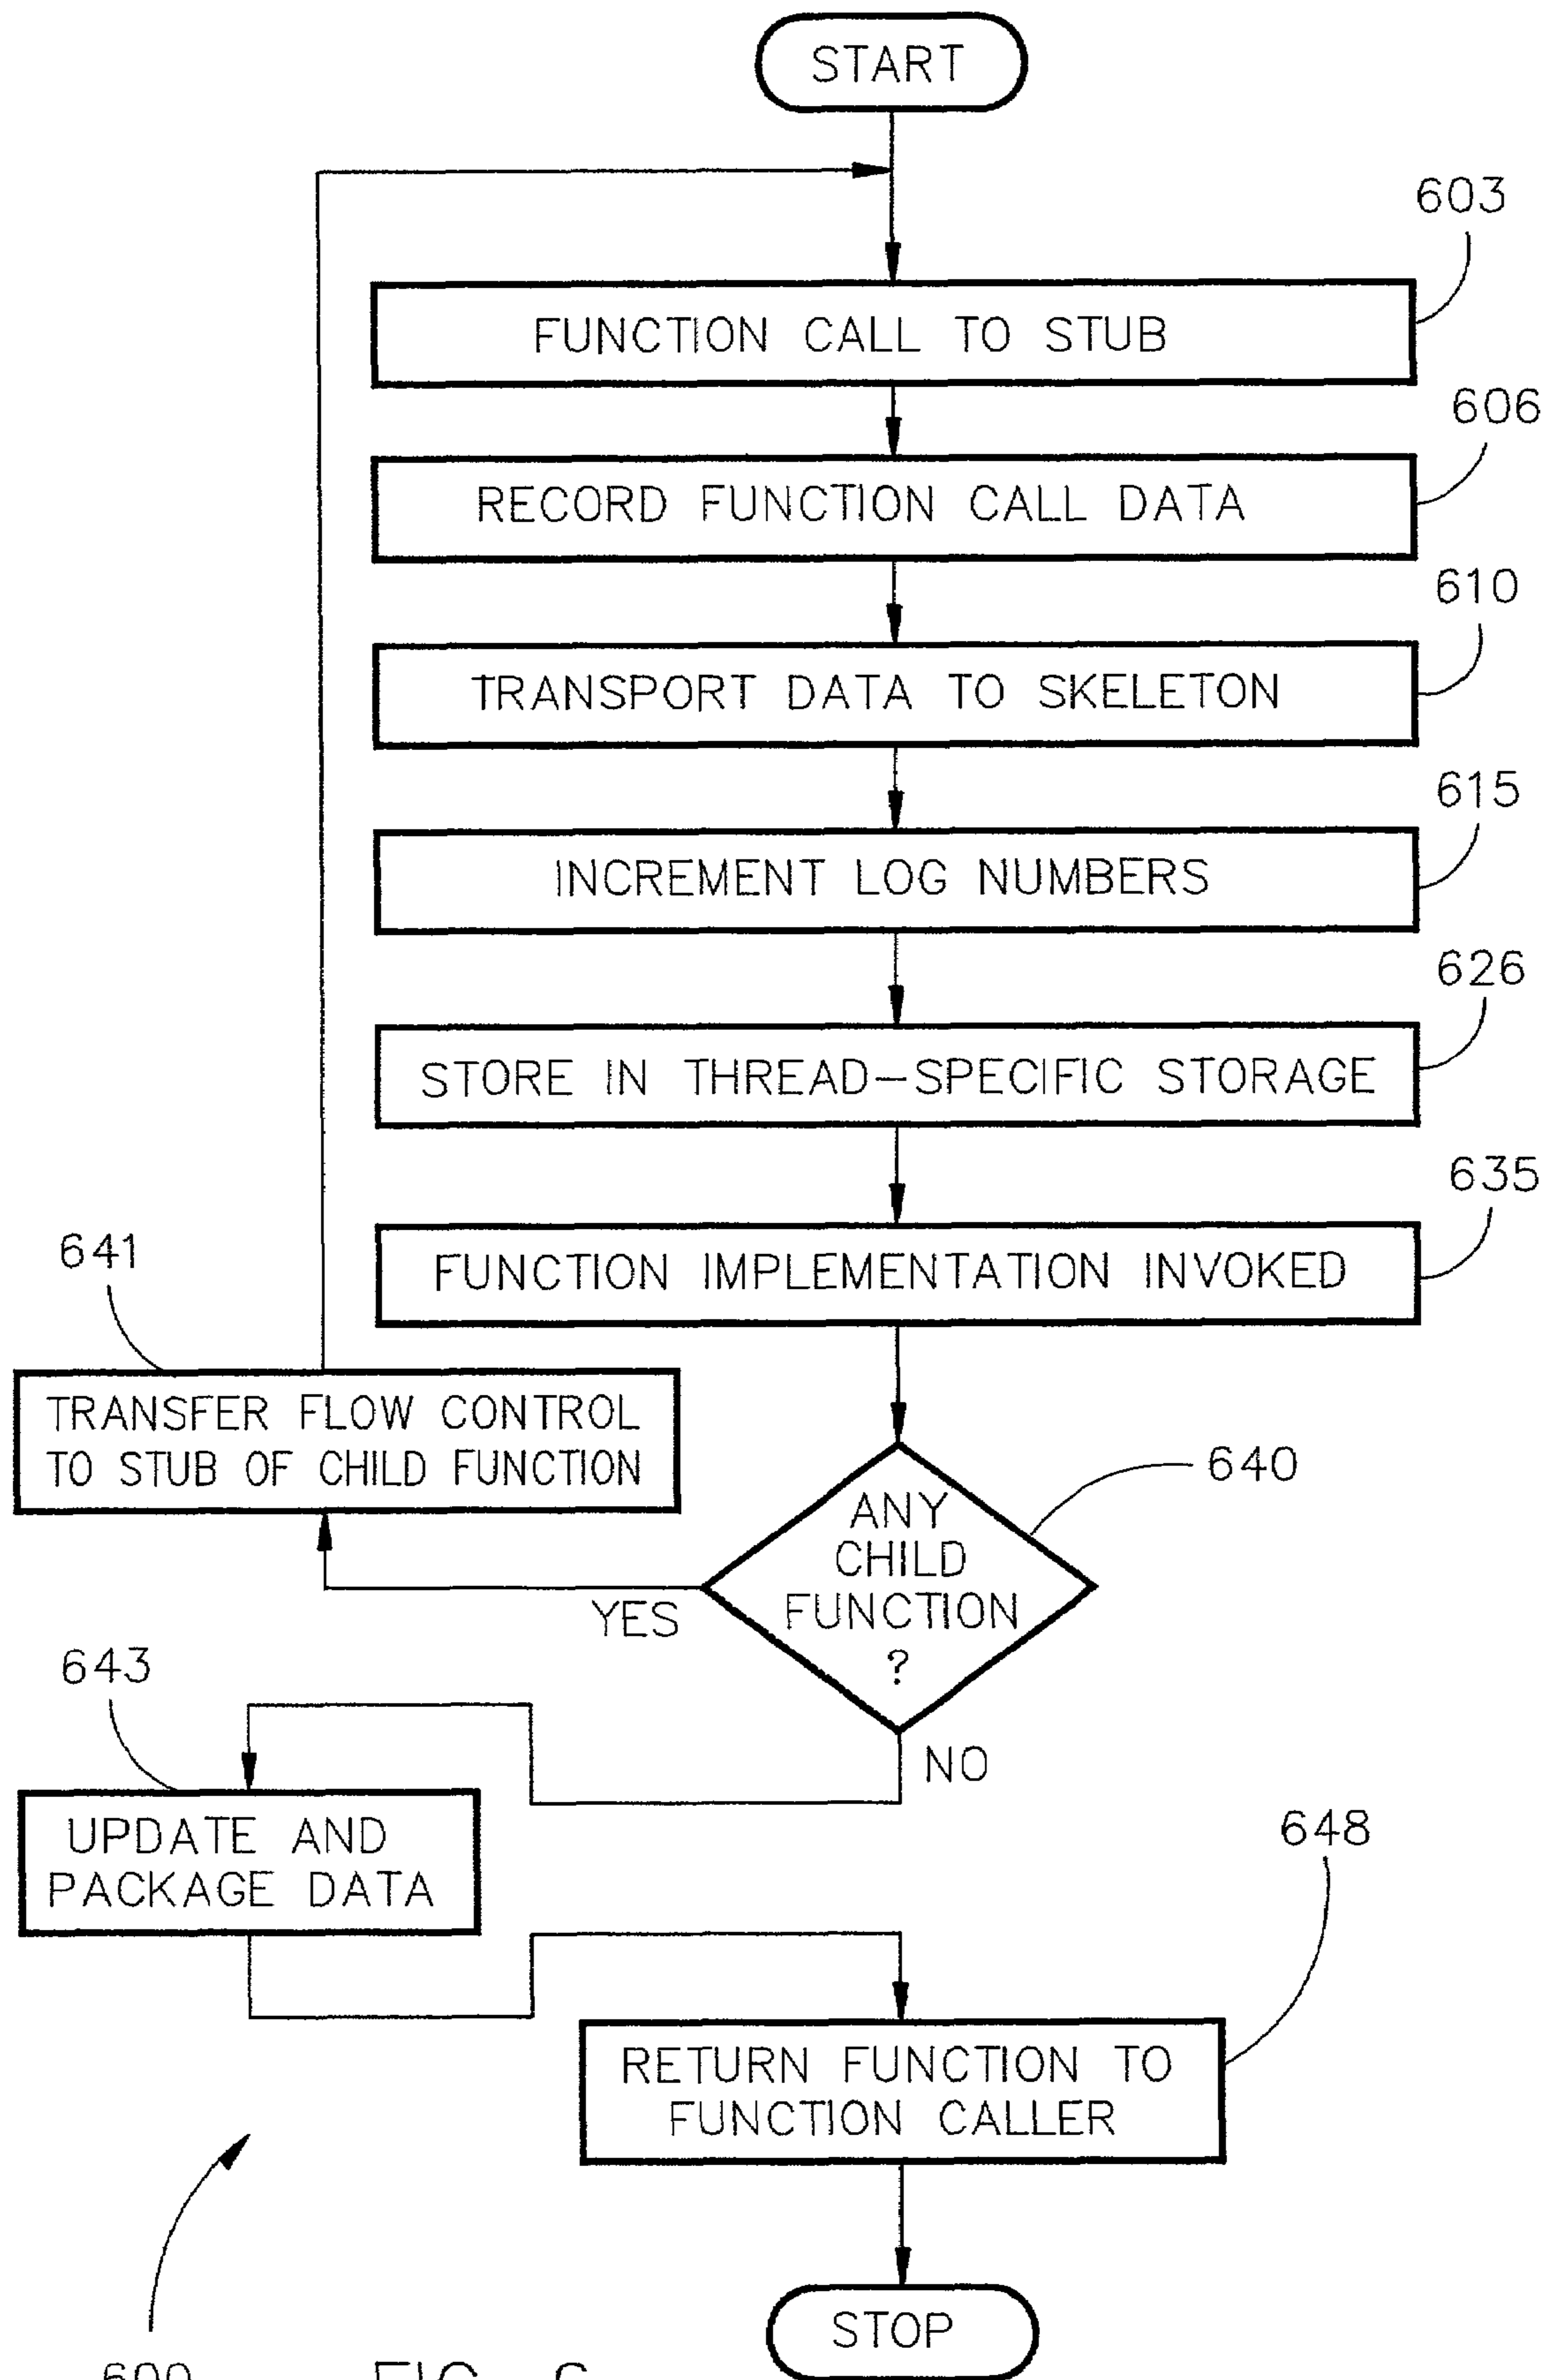 START
603
FUNCTION CALL TO STUB
606
RECORD FUNCTION CALL DATA
610
TRANSPORT DATA TO SKELETON
615
INCREMENT LOG NUMBERS
626
STORE IN THREAD-SPECIFIC STORAGE
635
FUNCTION IMPLEMENTATION INVOKED
641
TRANSFER FLOW CONTROL
TO STUB OF CHILD FUNCTION
640
ANY
CHILD
FUNCTION
?
YES
NO
643
UPDATE AND
PACKAGE DATA
648
RETURN FUNCTION TO
FUNCTION CALLER
STOP
600
FIG. 6